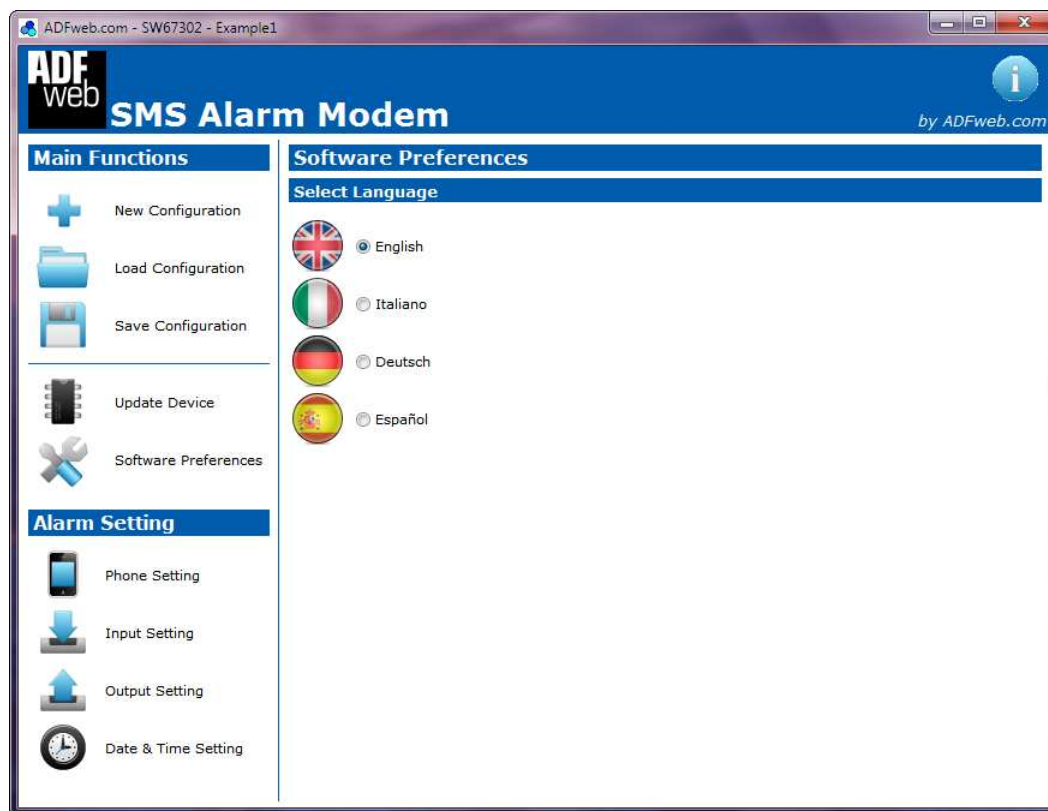 ADFweb.com - SW67302 - Example1
ADF
web
SMS Alarm Modem
i
by ADFweb.com
Main Functions
New Configuration
Load Configuration
Save Configuration
Update Device
Software Preferences
Alarm Setting
Phone Setting
Input Setting
Output Setting
Date & Time Setting
Software Preferences
Select Language
English
Italiano
Deutsch
Español